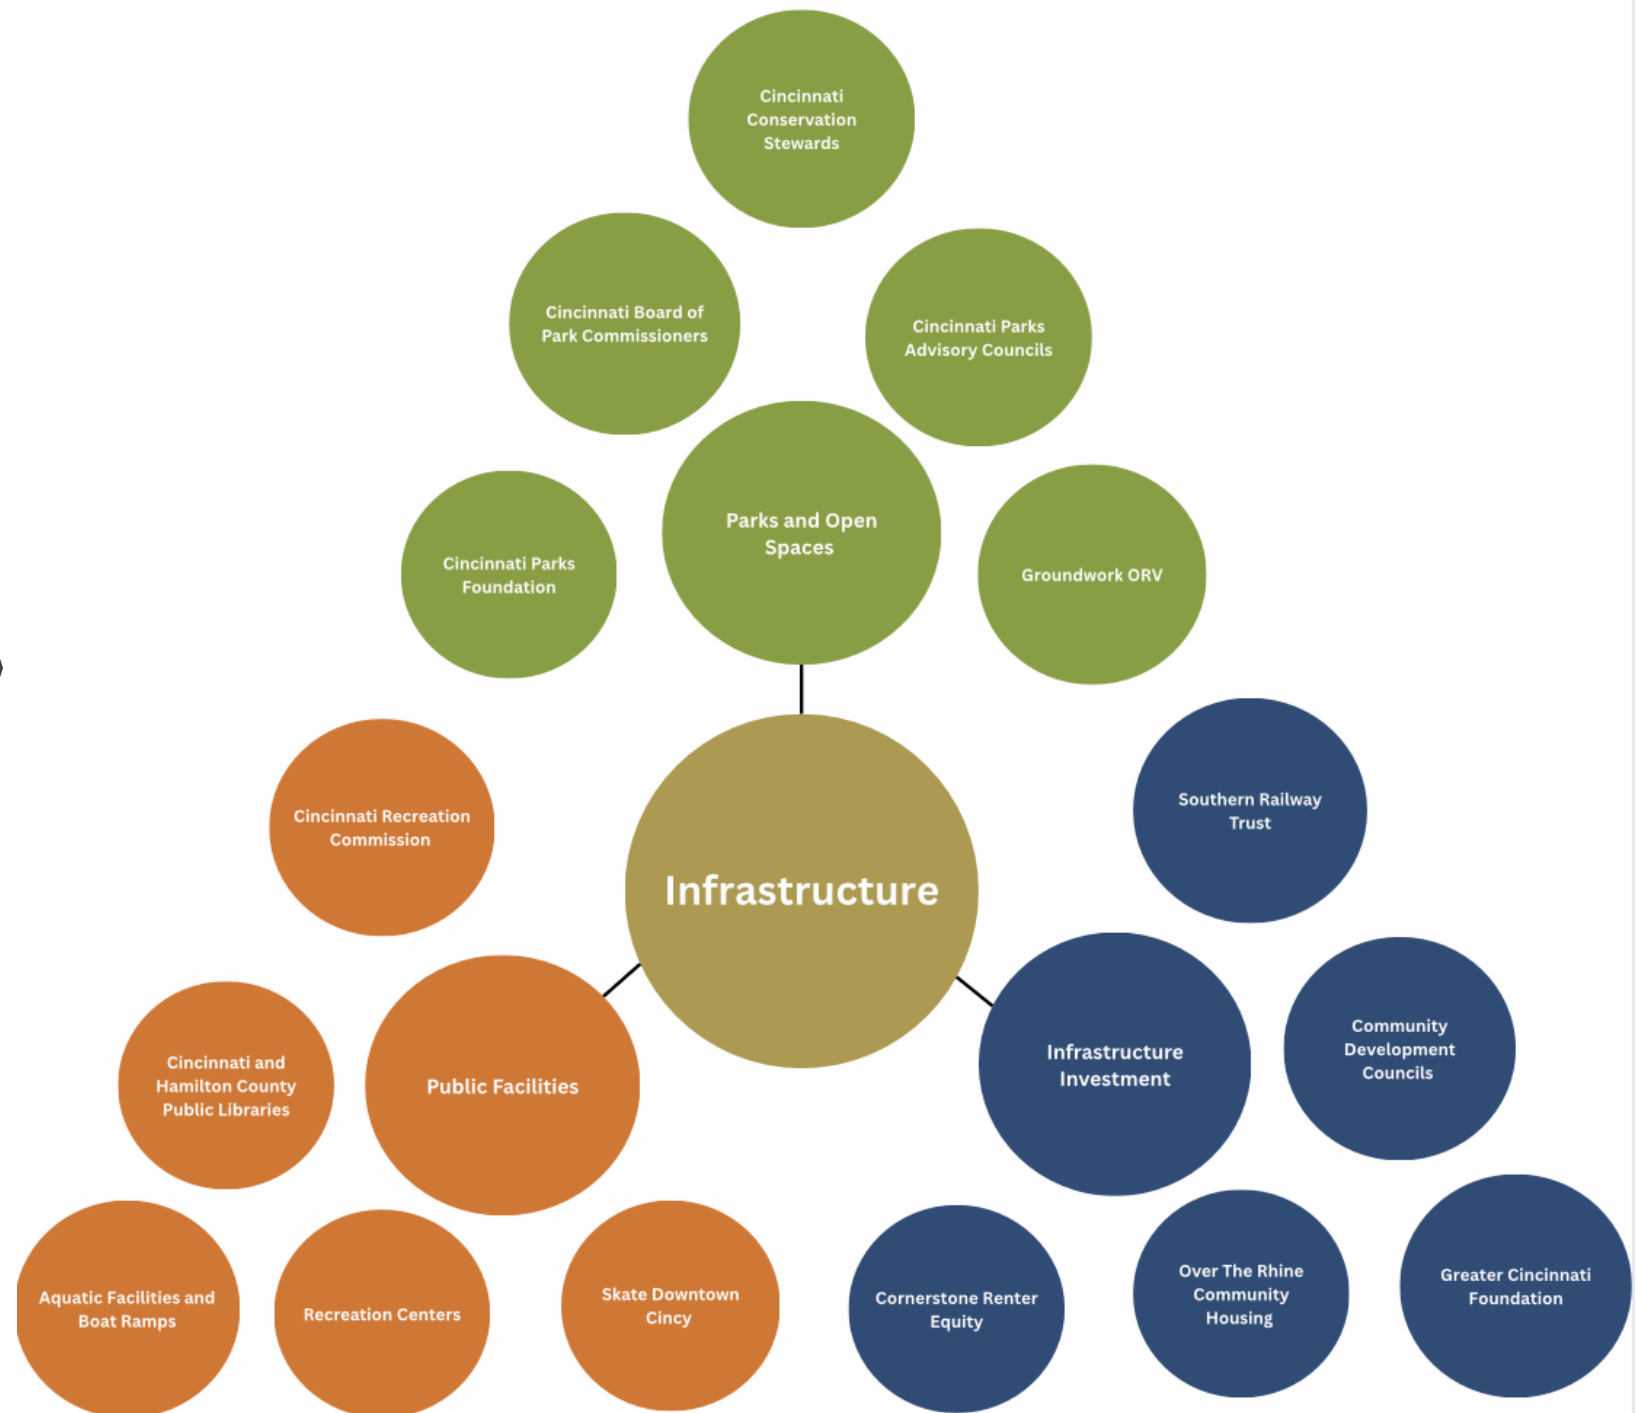 Cincinnati
Conservation
Stewards
Cincinnati Board of
Park Commissioners
Cincinnati Parks
Advisory Councils
Parks and Open
Spaces
Cincinnati Parks
Foundation
Groundwork ORV
Cincinnati Recreation
Commission
Southern Railway
Trust
Infrastructure
Cincinnati and
Hamilton County
Public Libraries
Public Facilities
Infrastructure
Investment
Community
Development
Councils
Aquatic Facilities and
Boat Ramps
Recreation Centers
Skate Downtown
Cincy
Cornerstone Renter
Equity
Over The Rhine
Community
Housing
Greater Cincinnati
Foundation